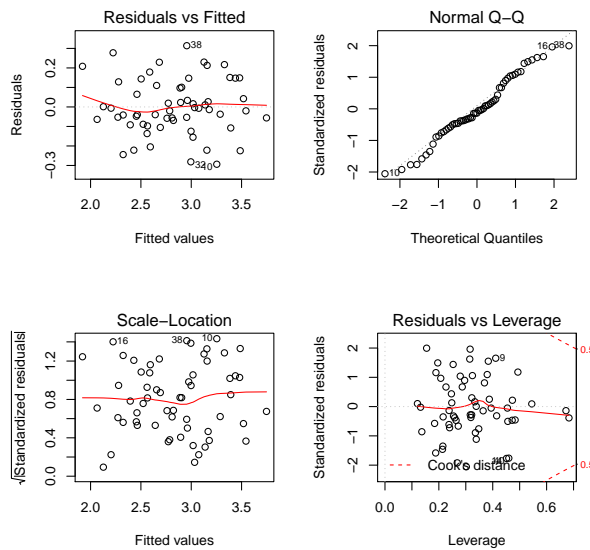 Residuals vs Fitted
Residuals
0.2
0.0
−0.3
38
32
10
2.0 2.5 3.0 3.5
Fitted values
Normal Q−Q
Standardized residuals
2
1
0
−1
−2
16
38
10
−2 −1 0 1 2
Theoretical Quantiles
Scale−Location
√|Standardized residuals|
1.2
0.8
0.4
0.0
16
38
10
2.0 2.5 3.0 3.5
Fitted values
Residuals vs Leverage
Standardized residuals
2
1
0
−1
−2
9
0.5
0.5
Cook's distance
0.0 0.2 0.4 0.6
Leverage